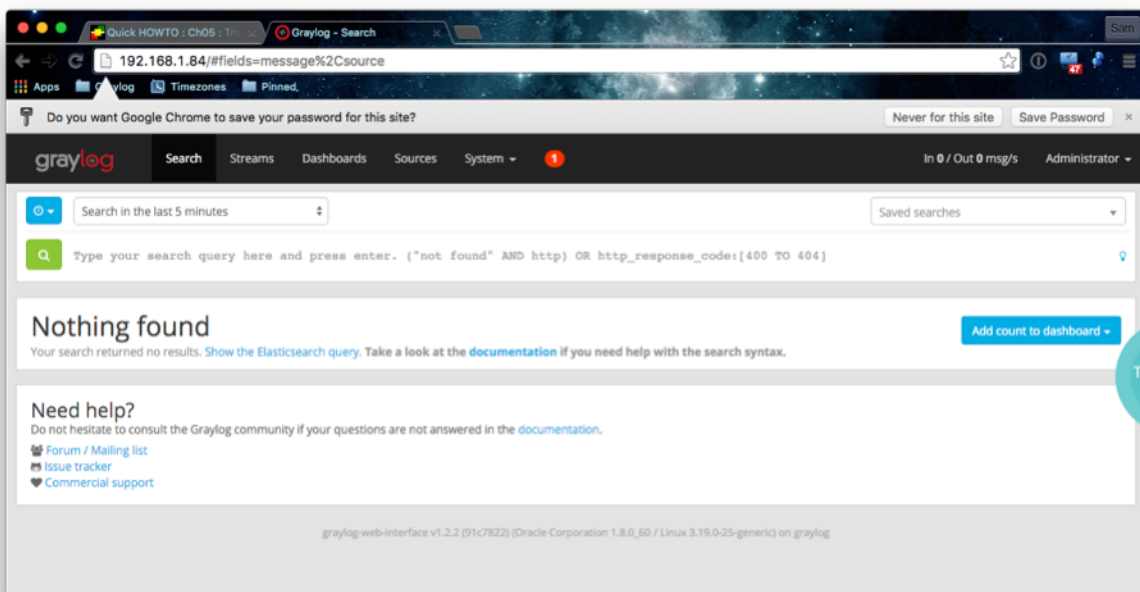 Quick HOWTO : Ch05 : Tro
Graylog - Search
Sam
192.168.1.84/#fields=message%2Csource
47
Apps
Timezones
Pinned
Do you want Google Chrome to save your password for this site?
Never for this site
Save Password
graylog
Search
Streams
Dashboards
Sources
System
1
In 0 / Out 0 msg/s
Administrator
Search in the last 5 minutes
Saved searches
Type your search query here and press enter. ("not found" AND http) OR http_response_code:[400 TO 404]
Nothing found
Add count to dashboard
Your search returned no results. Show the Elasticsearch query. Take a look at the documentation if you need help with the search syntax.
Need help?
Do not hesitate to consult the Graylog community if your questions are not answered in the documentation.
Forum / Mailing list
Issue tracker
Commercial support
graylog-web-interface v1.2.2 (91c7822) (Oracle Corporation 1.8.0_60 / Linux 3.19.0-25-generic) on graylog